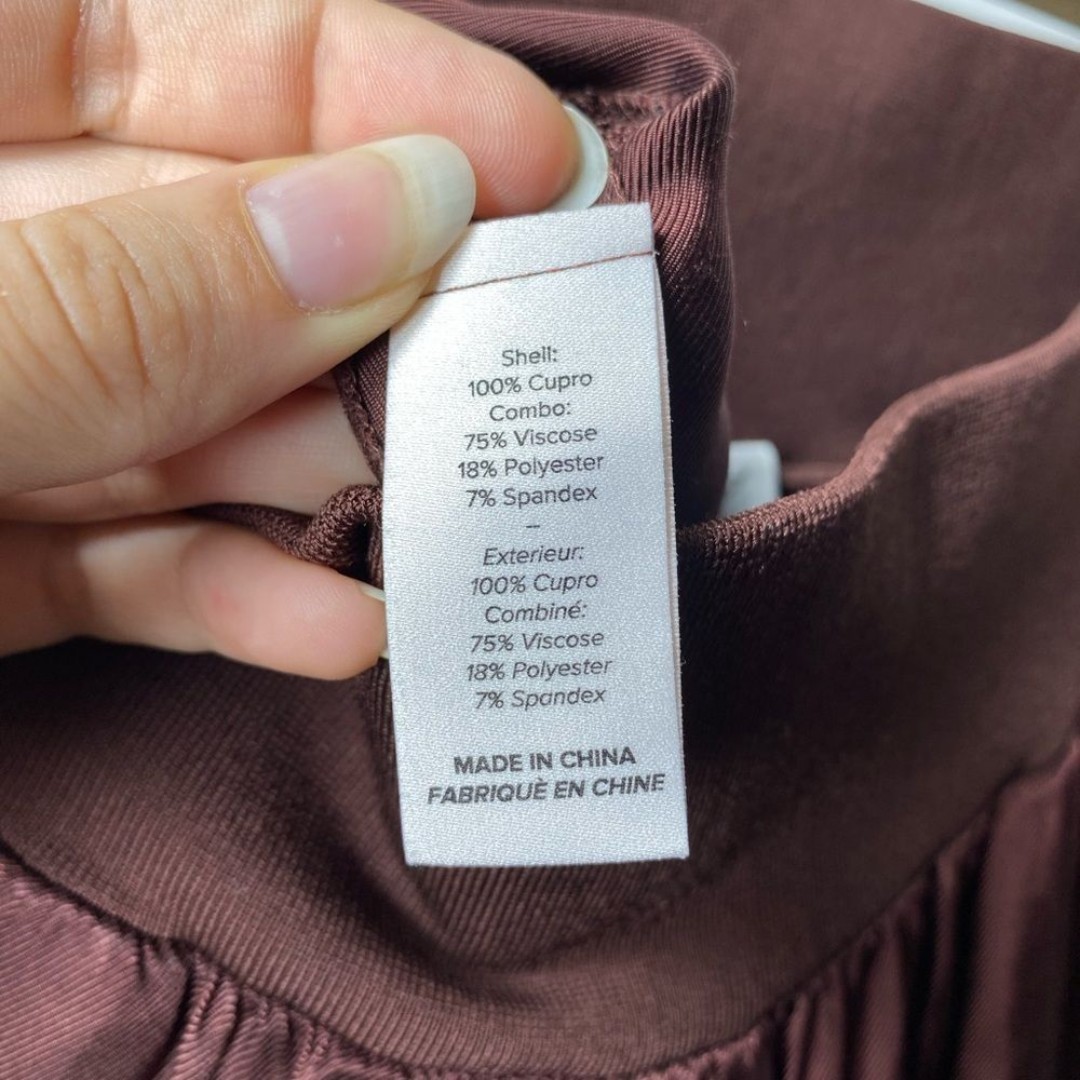 Shell:
100% Cupro
Combo:
75% Viscose
18% Polyester
7% Spandex
–
Exterieur:
100% Cupro
Combiné:
75% Viscose
18% Polyester
7% Spandex
MADE IN CHINA
FABRIQUÈ EN CHINE